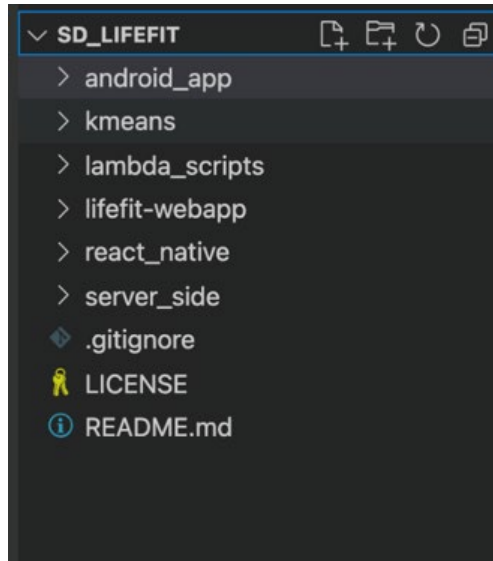 SD_LIFEFIT
android_app
kmeans
lambda_scripts
lifefit-webapp
react_native
server_side
.gitignore
LICENSE
README.md